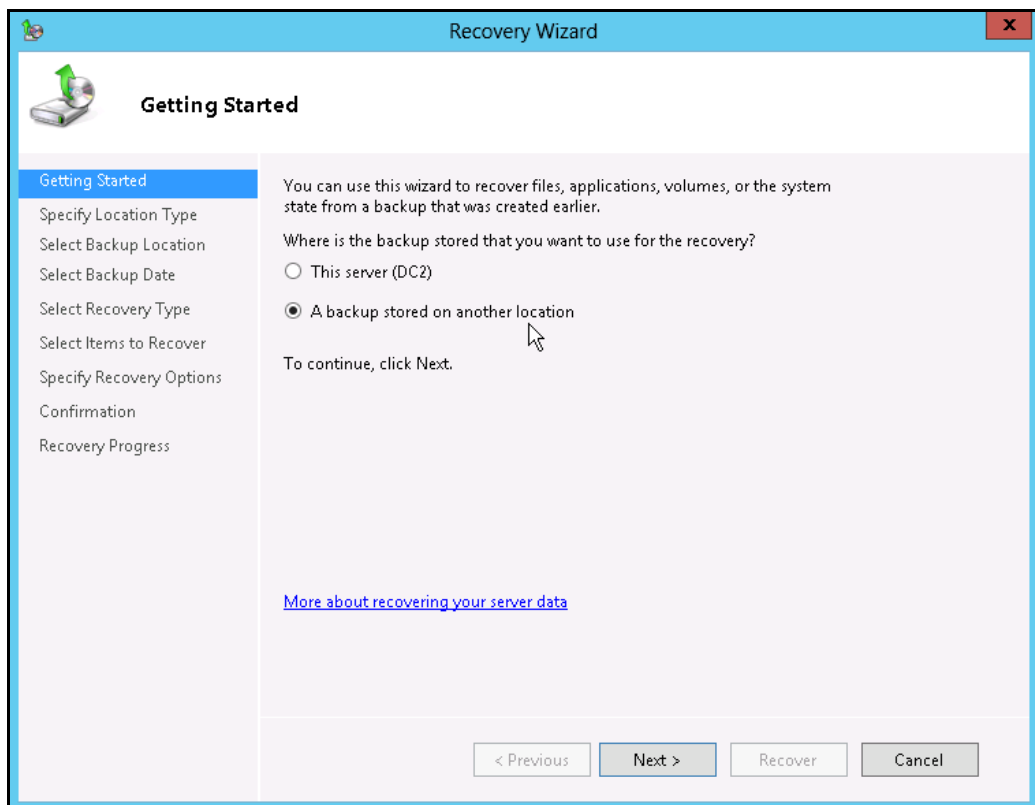 Recovery Wizard
x
Getting Started
Getting Started
Specify Location Type
Select Backup Location
Select Backup Date
Select Recovery Type
Select Items to Recover
Specify Recovery Options
Confirmation
Recovery Progress
You can use this wizard to recover files, applications, volumes, or the system
state from a backup that was created earlier.
Where is the backup stored that you want to use for the recovery?
This server (DC2)
A backup stored on another location
To continue, click Next.
More about recovering your server data
< Previous
Next >
Recover
Cancel